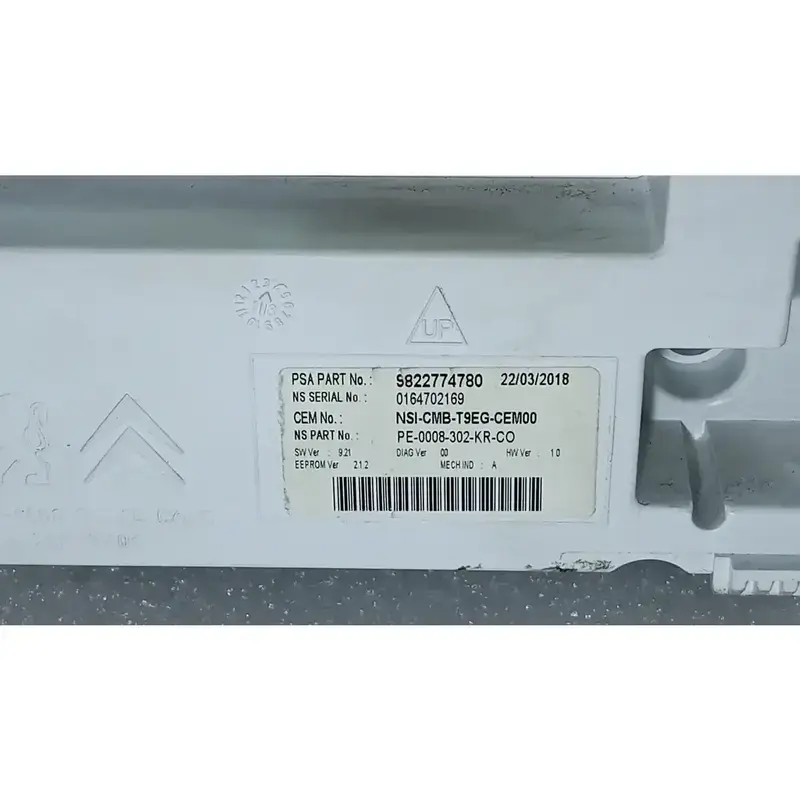 UP
PSA PART No.: 9822774780 22/03/2018
NS SERIAL No.: 0164702169
CEM No.: NSI-CMB-T9EG-CEM00
NS PART No.: PE-0008-302-KR-CO
SW Ver : 9.21 DIAG Ver 00 HW Ver : 1.0
EEPROM Ver 2.1.2 MECH.IND : A